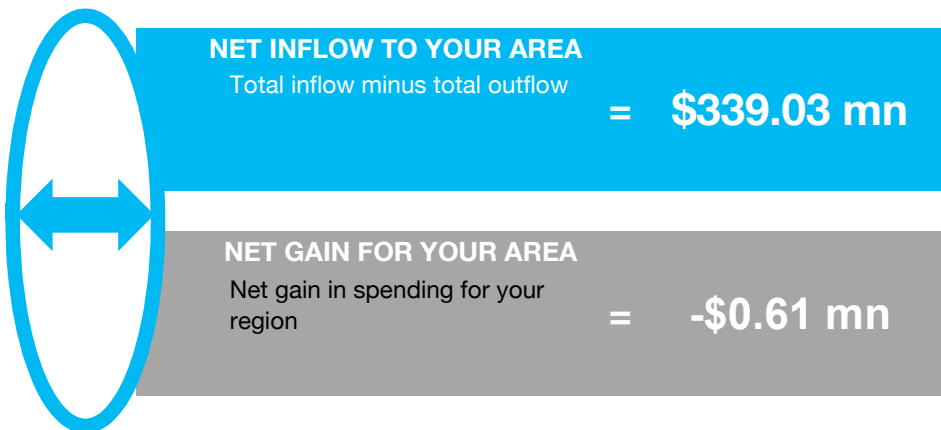 NET INFLOW TO YOUR AREA
Total inflow minus total outflow
= $339.03 mn
NET GAIN FOR YOUR AREA
Net gain in spending for your
region
= -$0.61 mn